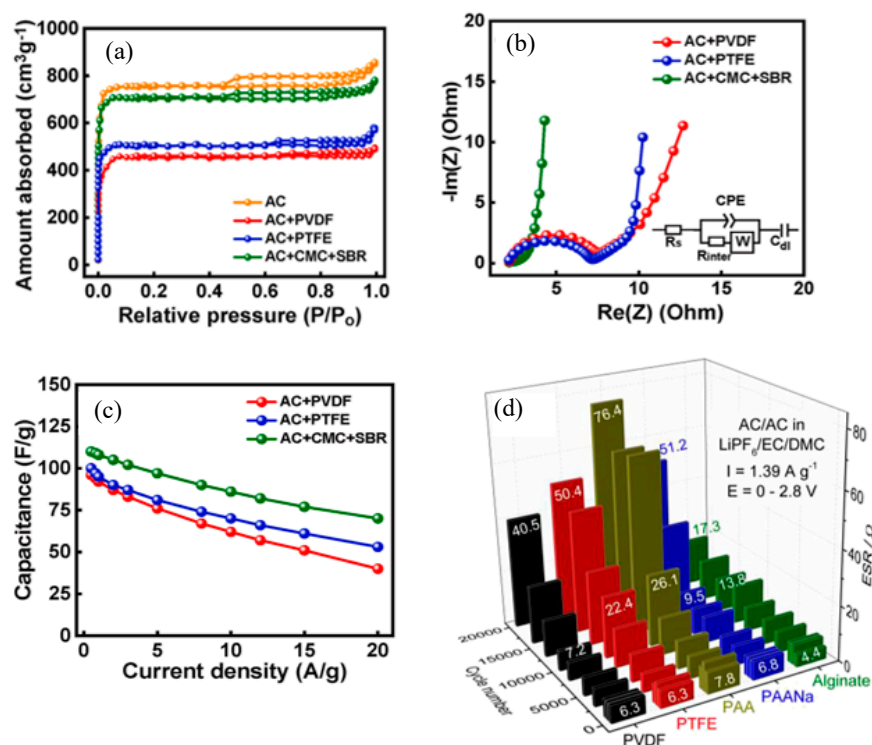 (a)
Amount absorbed (cm³g⁻¹)
1000
800
600
400
200
0
AC
AC+PVDF
AC+PTFE
AC+CMC+SBR
0.0 0.2 0.4 0.6 0.8 1.0
Relative pressure (P/P₀)
(b)
-Im(Z) (Ohm)
20
15
10
5
0
AC+PVDF
AC+PTFE
AC+CMC+SBR
CPE
Rs
Rinter
W
Cdl
5 10 15 20
Re(Z) (Ohm)
(c)
Capacitance (F/g)
150
125
100
75
50
25
0
AC+PVDF
AC+PTFE
AC+CMC+SBR
0 5 10 15 20
Current density (A/g)
(d)
AC/AC in
LiPF₆/EC/DMC
I = 1.39 A g⁻¹
E = 0 - 2.8 V
76.4
51.2
50.4
40.5
17.3
26.1
13.8
22.4
9.5
7.2
4.4
6.8
7.8
6.3
6.3
80
60
40
20
0
ESR / Ω
20000
15000
10000
5000
0
Cycle number
Alginate
PAANa
PAA
PTFE
PVDF